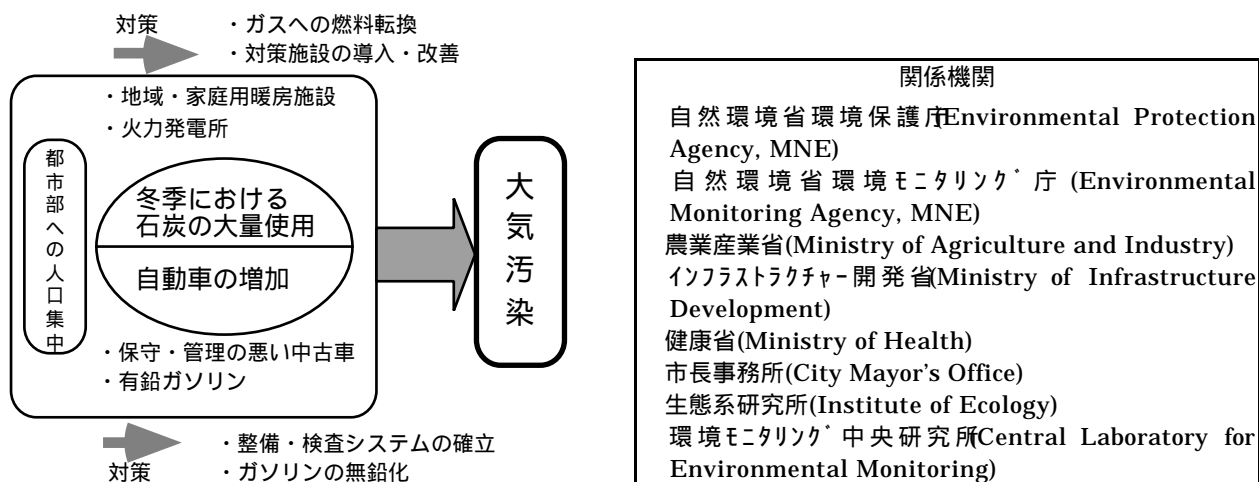 対策
・ガスへの燃料転換
・対策施設の導入・改善
・地域・家庭用暖房施設
・火力発電所
都市部への人口集中
冬季における
石炭の大量使用
自動車の増加
・保守・管理の悪い中古車
・有鉛ガソリン
対策
・整備・検査システムの確立
・ガソリンの無鉛化
大気汚染
関係機関
自然環境省環境保護庁(Environmental Protection
Agency, MNE)
自然環境省環境ﾓﾆﾀﾘﾝｸﾞ庁 (Environmental
Monitoring Agency, MNE)
農業産業省(Ministry of Agriculture and Industry)
ｲﾝﾌﾗｽﾄﾗｸﾁｬｰ開発省(Ministry of Infrastructure
Development)
健康省(Ministry of Health)
市長事務所(City Mayor's Office)
生態系研究所(Institute of Ecology)
環境ﾓﾆﾀﾘﾝｸﾞ中央研究所(Central Laboratory for
Environmental Monitoring)